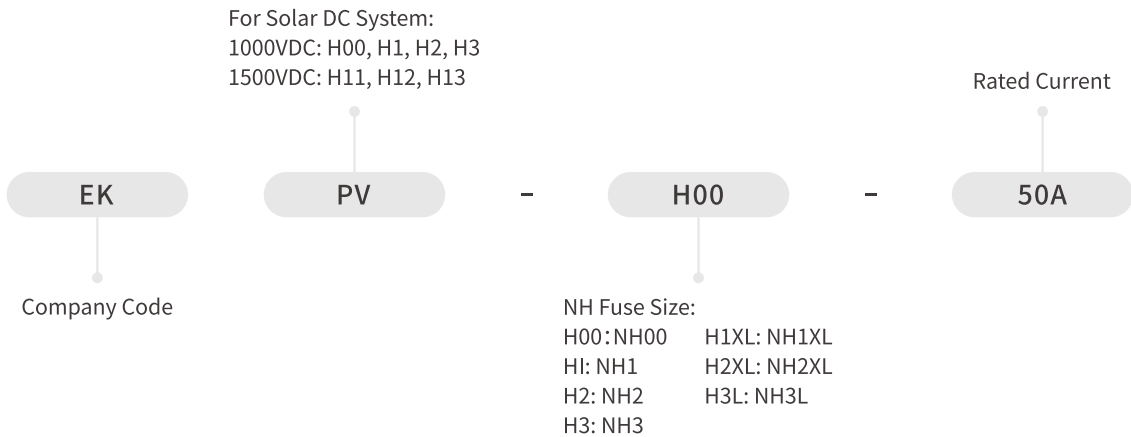 For Solar DC System:
1000VDC: H00, H1, H2, H3
1500VDC: H11, H12, H13
Rated Current
EK PV - H00 - 50A
Company Code
NH Fuse Size:
H00：NH00 H1XL: NH1XL
HI: NH1 H2XL: NH2XL
H2: NH2 H3L: NH3L
H3: NH3